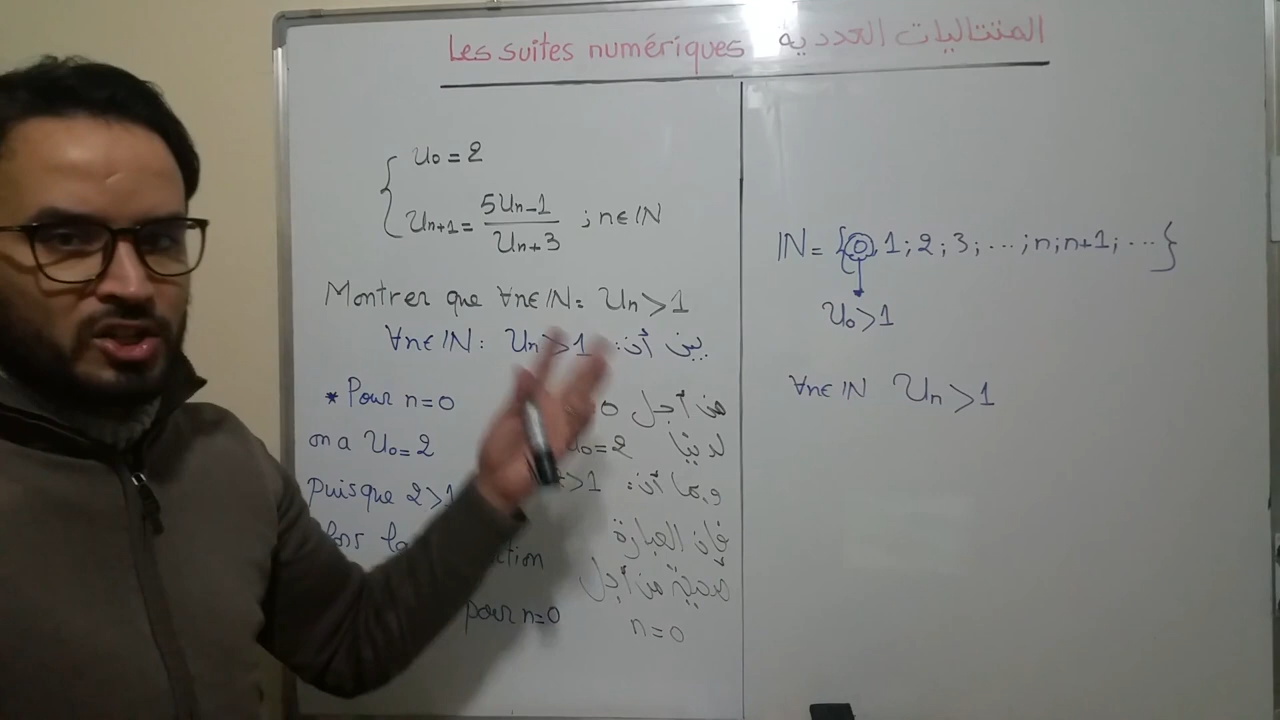 Les suites numériques المتتاليات العددية
U₀ = 2
Uₙ₊₁ = (5Uₙ-1)/(Uₙ+3) ; n∈ℕ
Montrer que ∀n∈ℕ: Uₙ > 1
بين أن: ∀n∈ℕ: Uₙ > 1
* Pour n=0
on a U₀=2
puisque 2>1
la
pour n=0
من أجل 0
لدينا U₀=2
وبما أن: >1
فإن العبارة
صحيحة من أجل
n=0
ℕ = {0,1;2;3;...;n;n+1;...}
U₀>1
∀n∈ℕ Uₙ>1